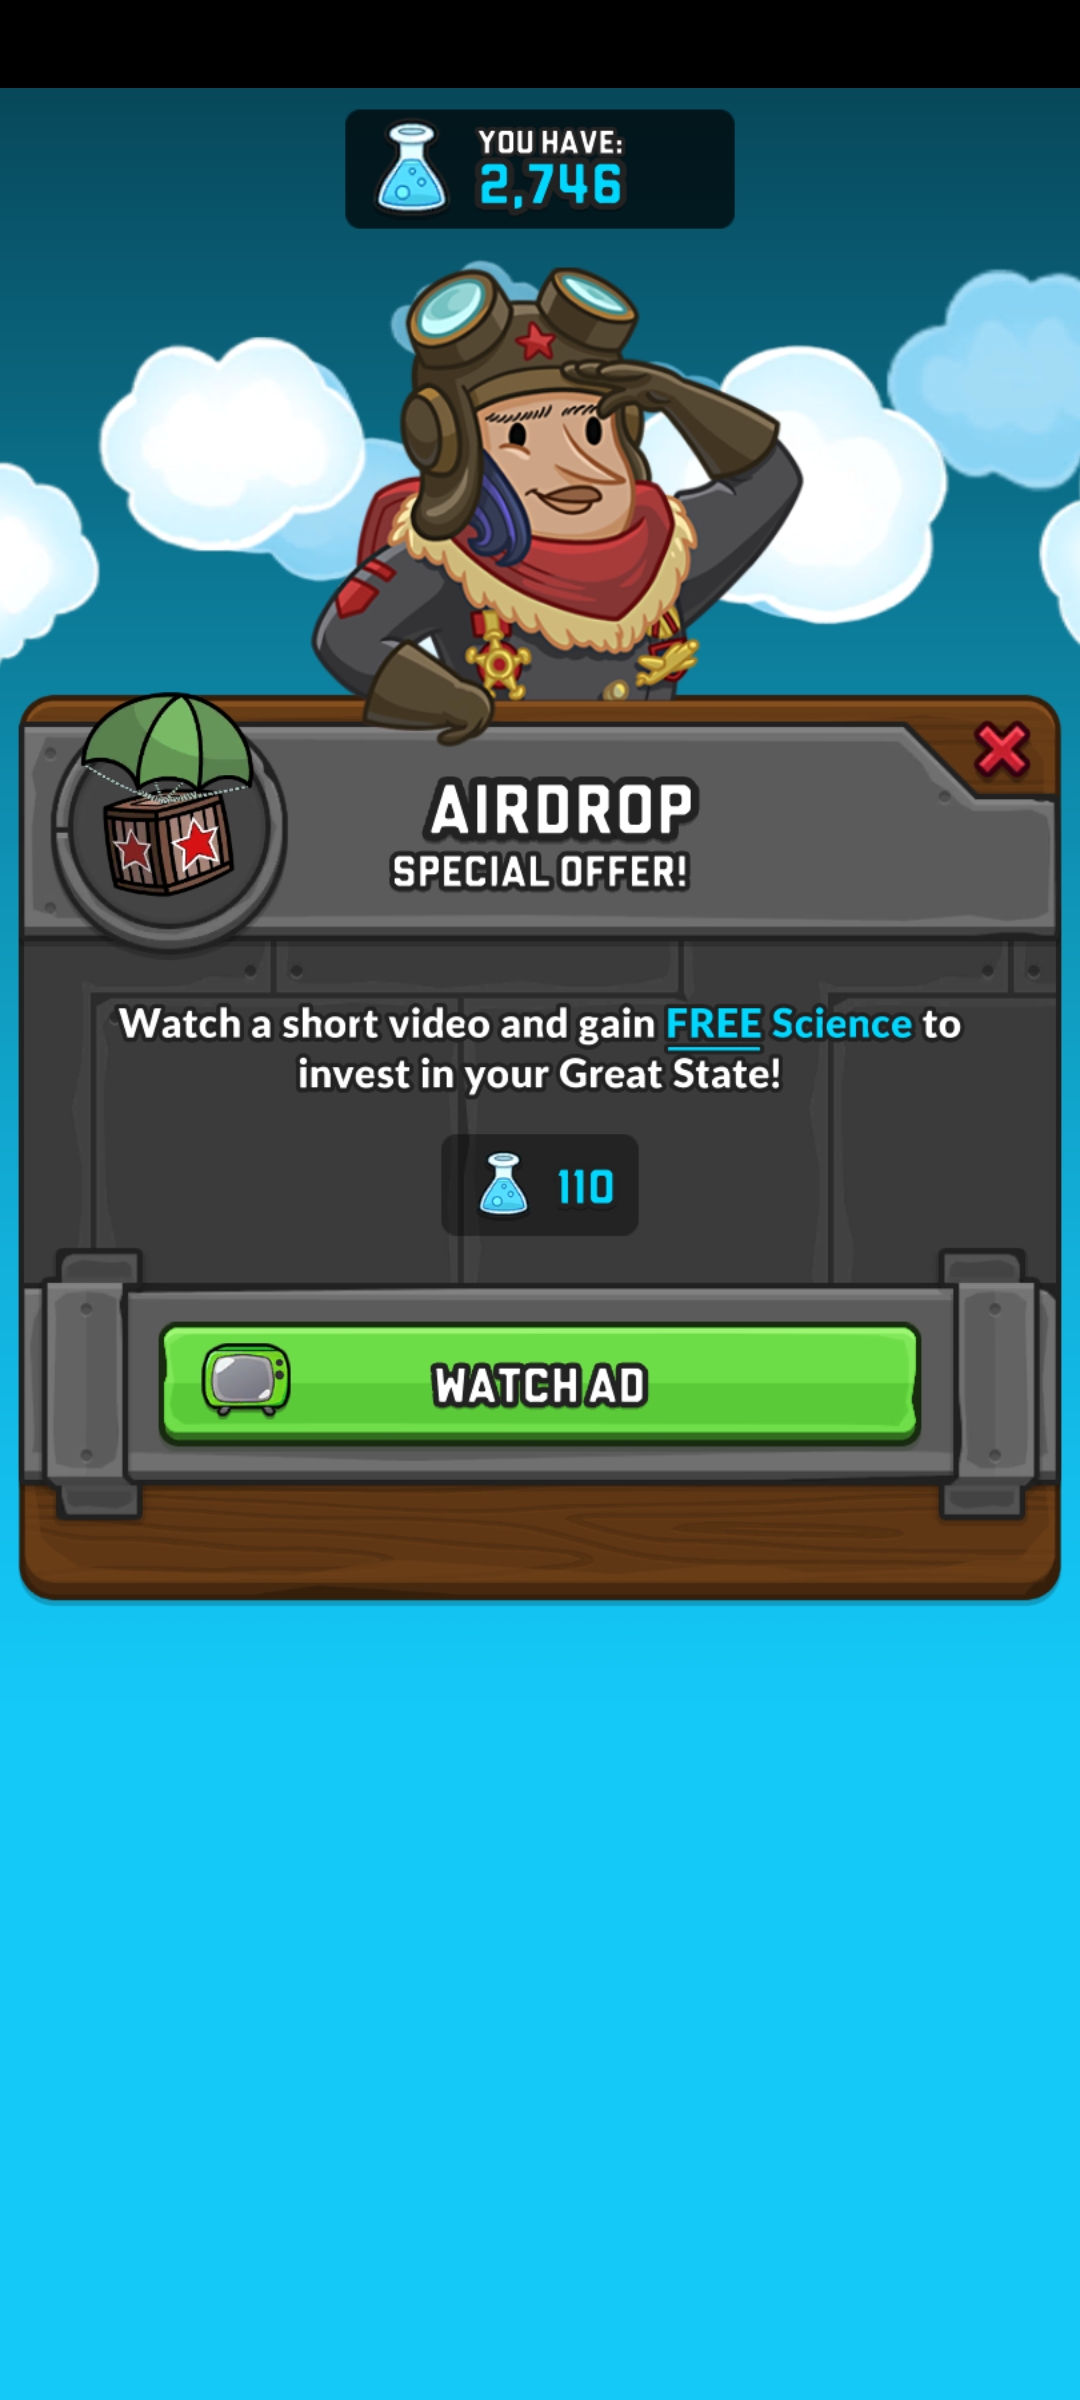 YOU HAVE:
2,746
AIRDROP
SPECIAL OFFER!
Watch a short video and gain FREE Science to
invest in your Great State!
110
WATCH AD